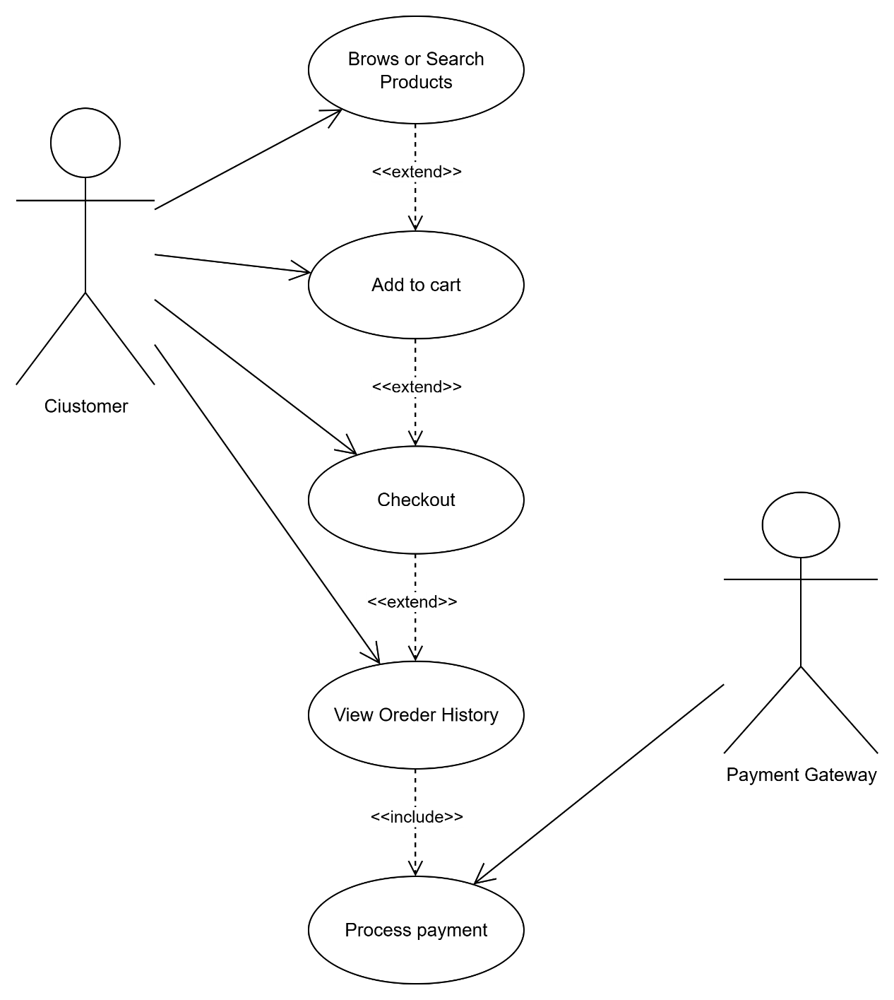 Brows or Search
Products
<<extend>>
Add to cart
<<extend>>
Ciustomer
Checkout
<<extend>>
View Oreder History
Payment Gateway
<<include>>
Process payment